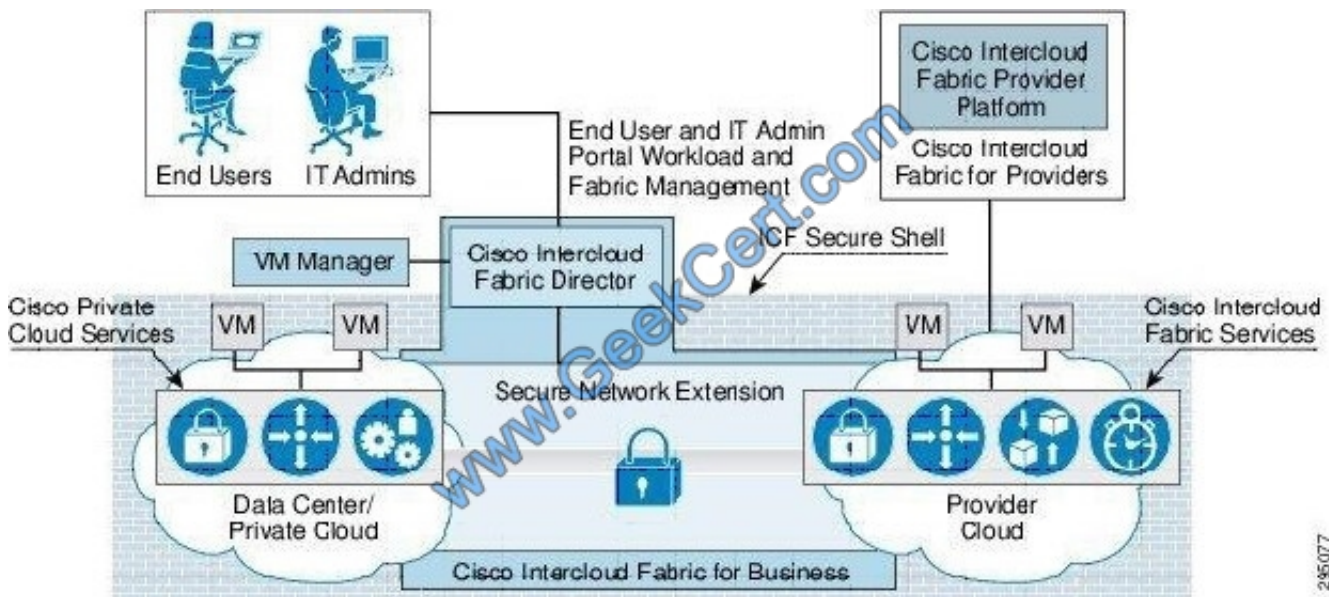 Cisco Intercloud
Fabric Provider
Platform
Cisco Intercloud
Fabric for Providers
End Users
IT Admins
End User and IT Admin
Portal Workload and
Fabric Management
ICF Secure Shell
VM Manager
Cisco Intercloud
Fabric Director
Cisco Private
Cloud Services
VM
VM
VM
VM
Cisco Intercloud
Fabric Services
Secure Network Extension
Data Center/
Private Cloud
Provider
Cloud
Cisco Intercloud Fabric for Business
295077
www.GeekCert.com